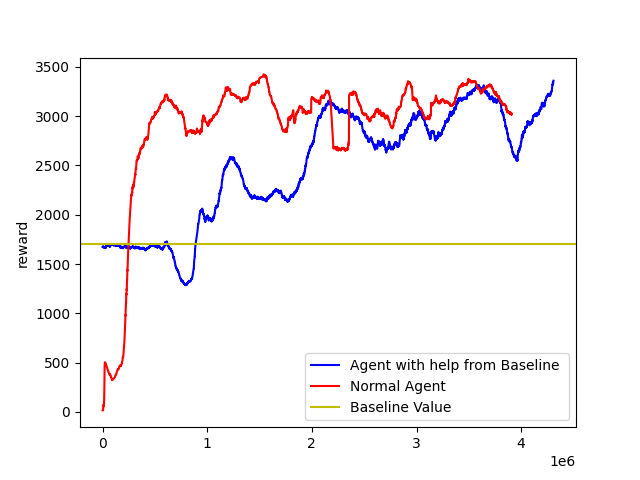 3500
3000
2500
2000
1500
1000
500
0
reward
0
1
2
3
4
1e6
Agent with help from Baseline
Normal Agent
Baseline Value